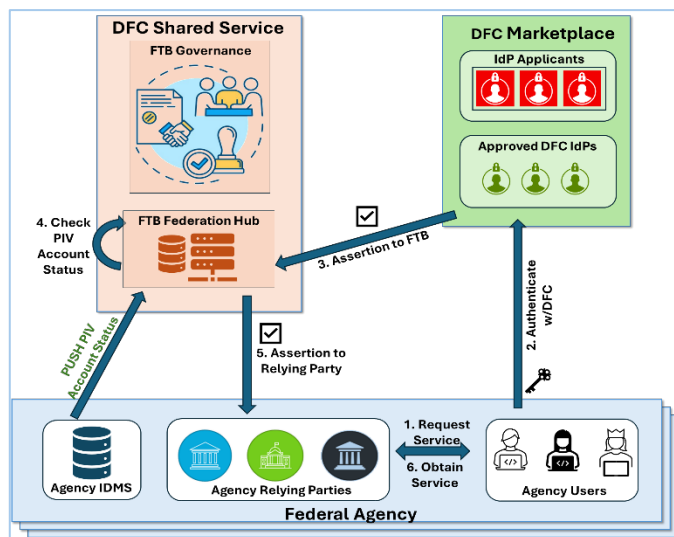 DFC Shared Service
FTB Governance
DFC Marketplace
IdP Applicants
Approved DFC IdPs
4. Check
PIV
Account
Status
FTB Federation Hub
3. Assertion to FTB
2. Authenticate
w/DFC
PUSH PIV
Account Status
5. Assertion to
Relying Party
1. Request
Service
6. Obtain
Service
Agency IDMS
Agency Relying Parties
Agency Users
Federal Agency